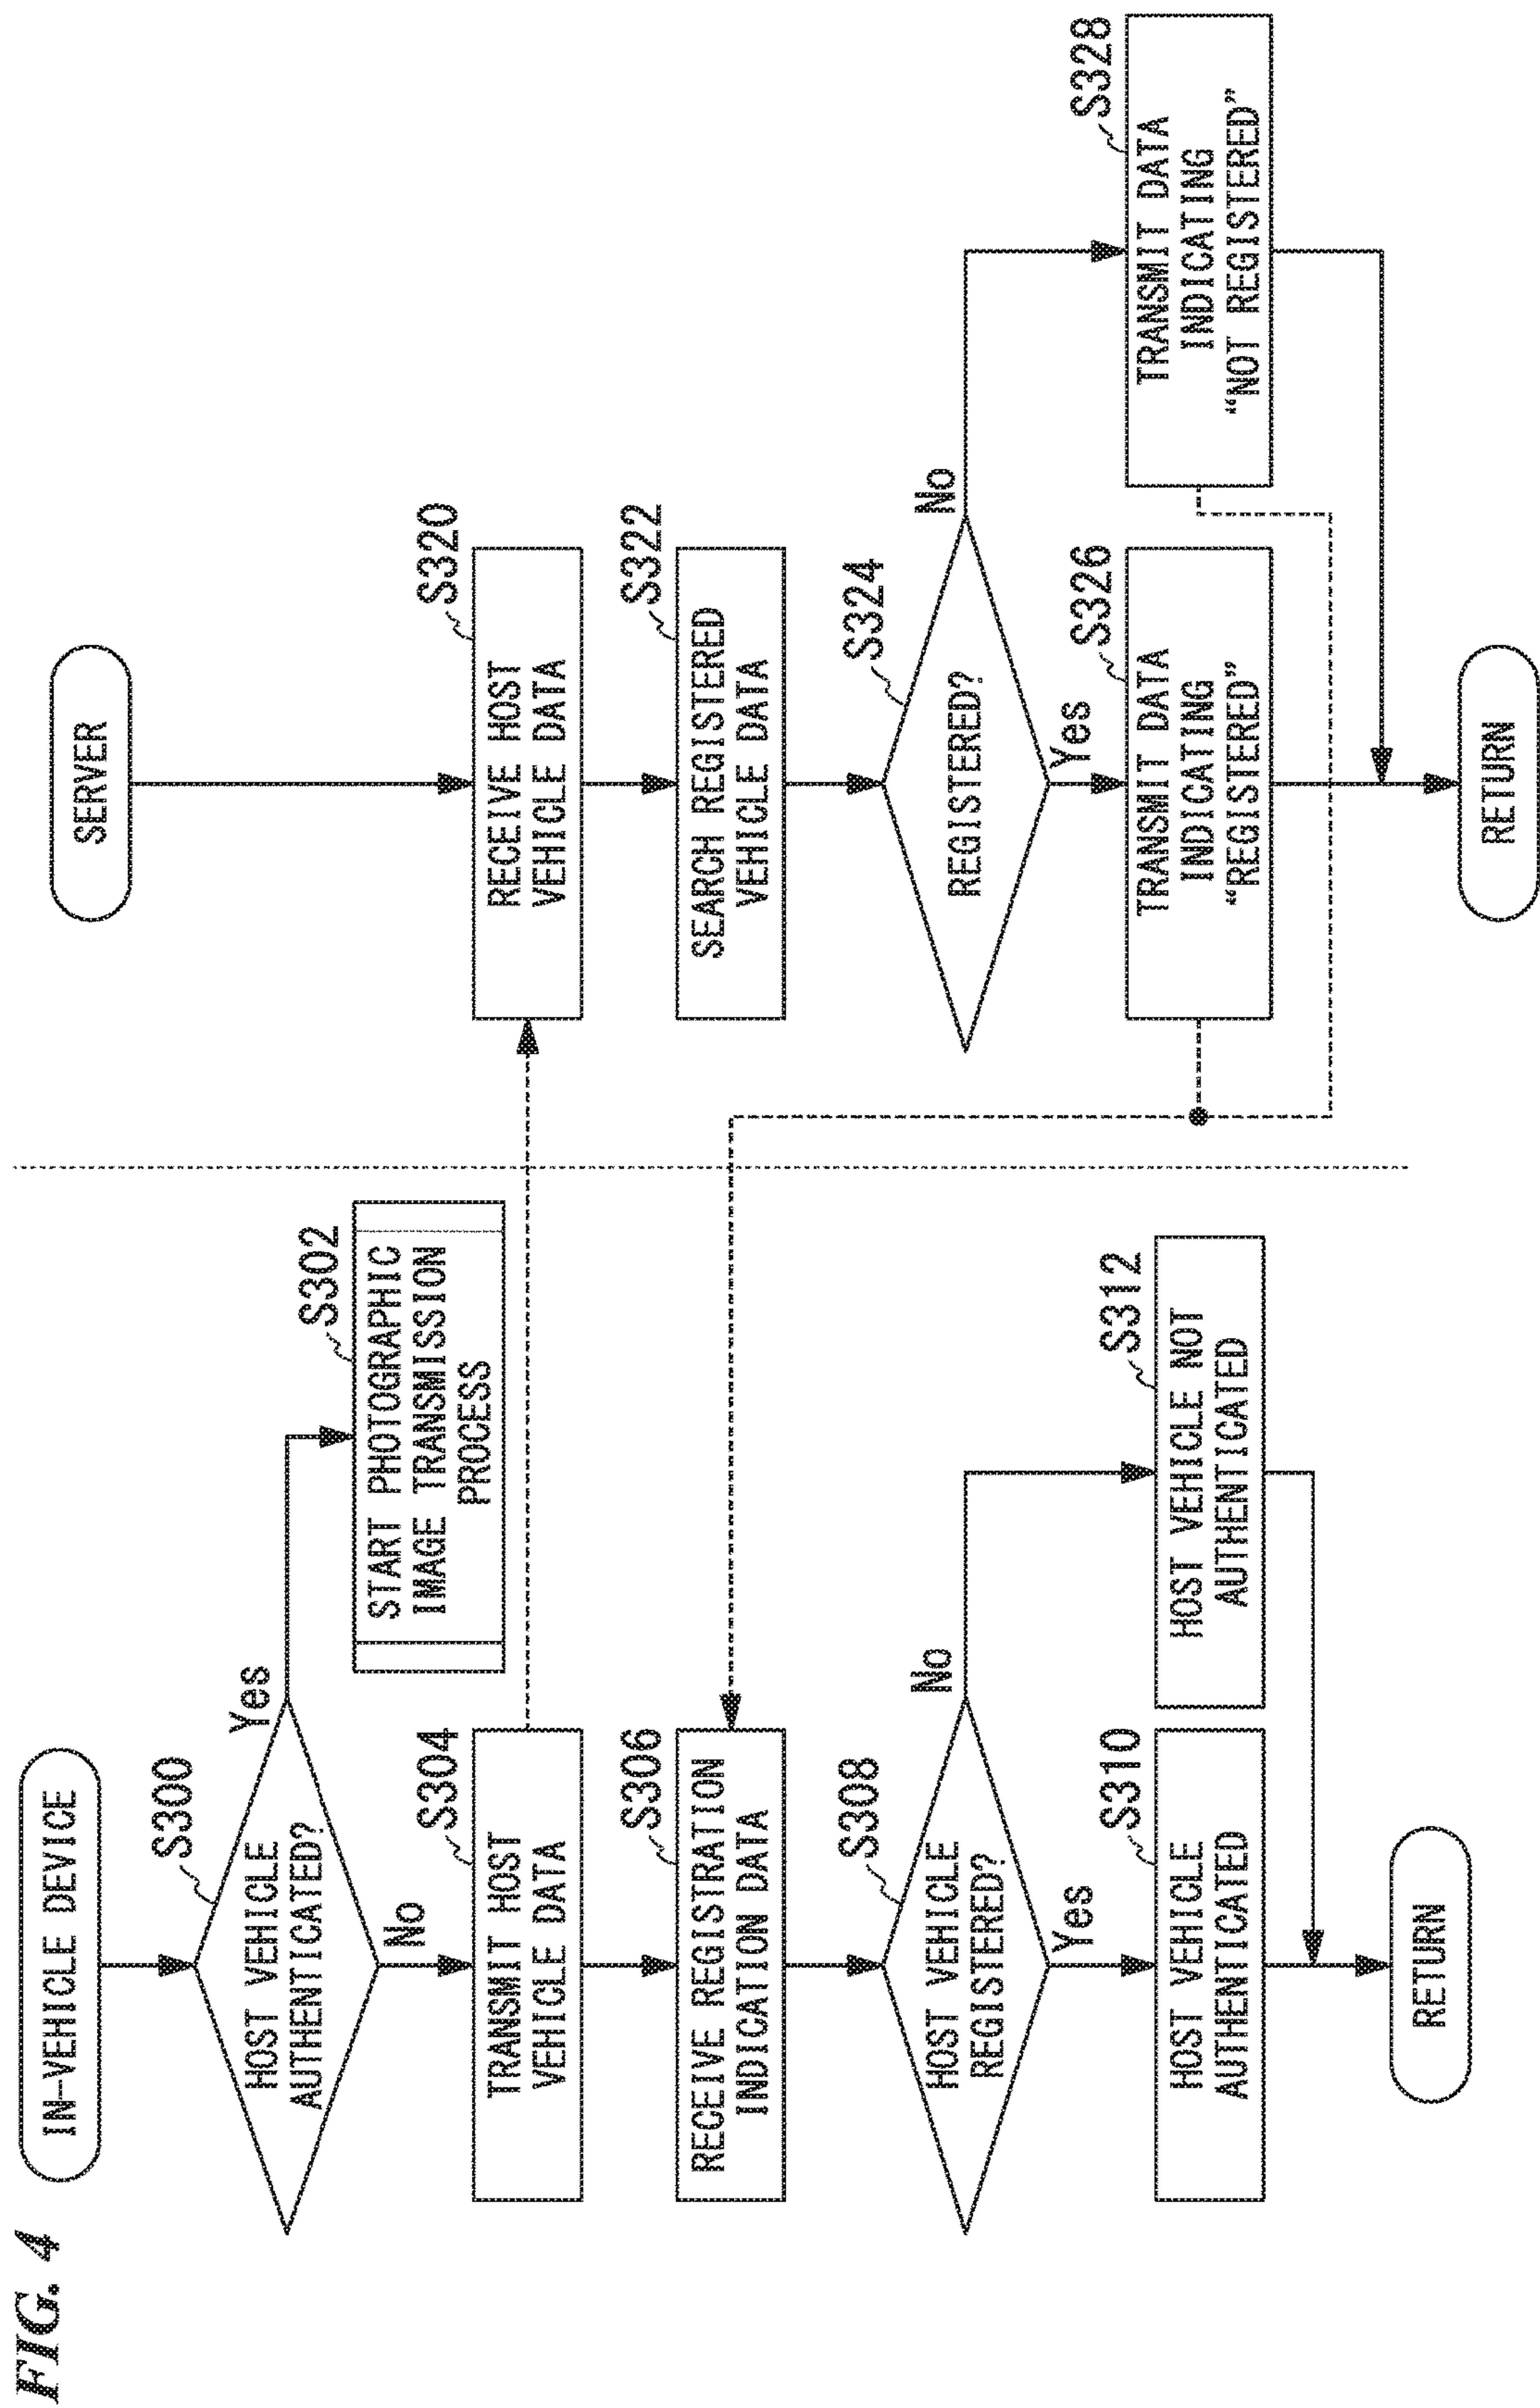 FIG. 4
IN-VEHICLE DEVICE
S300
HOST VEHICLE
AUTHENTICATED?
Yes
No
S302
START PHOTOGRAPHIC
IMAGE TRANSMISSION
PROCESS
S304
TRANSMIT HOST
VEHICLE DATA
S306
RECEIVE REGISTRATION
INDICATION DATA
S308
HOST VEHICLE
REGISTERED?
No
Yes
S310
HOST VEHICLE
AUTHENTICATED
S312
HOST VEHICLE NOT
AUTHENTICATED
RETURN
SERVER
S320
RECEIVE HOST
VEHICLE DATA
S322
SEARCH REGISTERED
VEHICLE DATA
S324
REGISTERED?
No
Yes
S326
TRANSMIT DATA
INDICATING
“REGISTERED”
S328
TRANSMIT DATA
INDICATING
“NOT REGISTERED”
RETURN